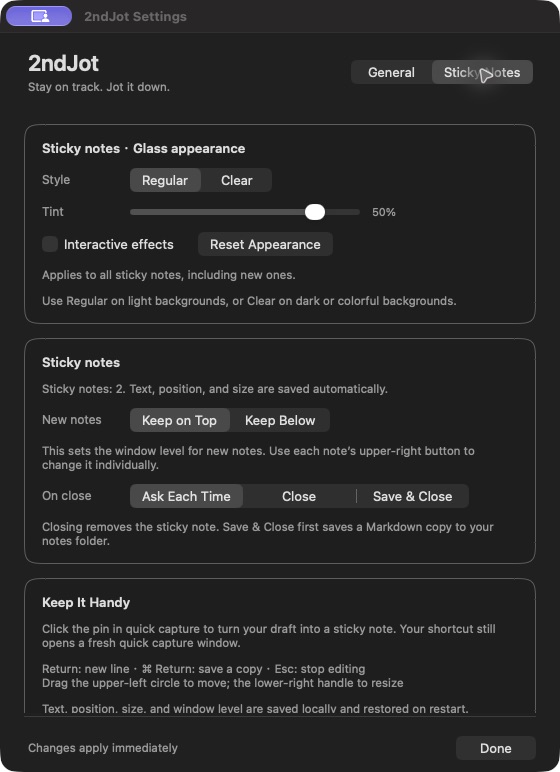 2ndJot Settings
2ndJot
Stay on track. Jot it down.
General
Sticky Notes
Sticky notes · Glass appearance
Style
Regular
Clear
Tint
50%
Interactive effects
Reset Appearance
Applies to all sticky notes, including new ones.
Use Regular on light backgrounds, or Clear on dark or colorful backgrounds.
Sticky notes
Sticky notes: 2. Text, position, and size are saved automatically.
New notes
Keep on Top
Keep Below
This sets the window level for new notes. Use each note’s upper-right button to
change it individually.
On close
Ask Each Time
Close
Save & Close
Closing removes the sticky note. Save & Close first saves a Markdown copy to your
notes folder.
Keep It Handy
Click the pin in quick capture to turn your draft into a sticky note. Your shortcut still
opens a fresh quick capture window.
Return: new line · ⌘ Return: save a copy · Esc: stop editing
Drag the upper-left circle to move; the lower-right handle to resize
Text, position, size, and window level are saved locally and restored on restart.
Changes apply immediately
Done